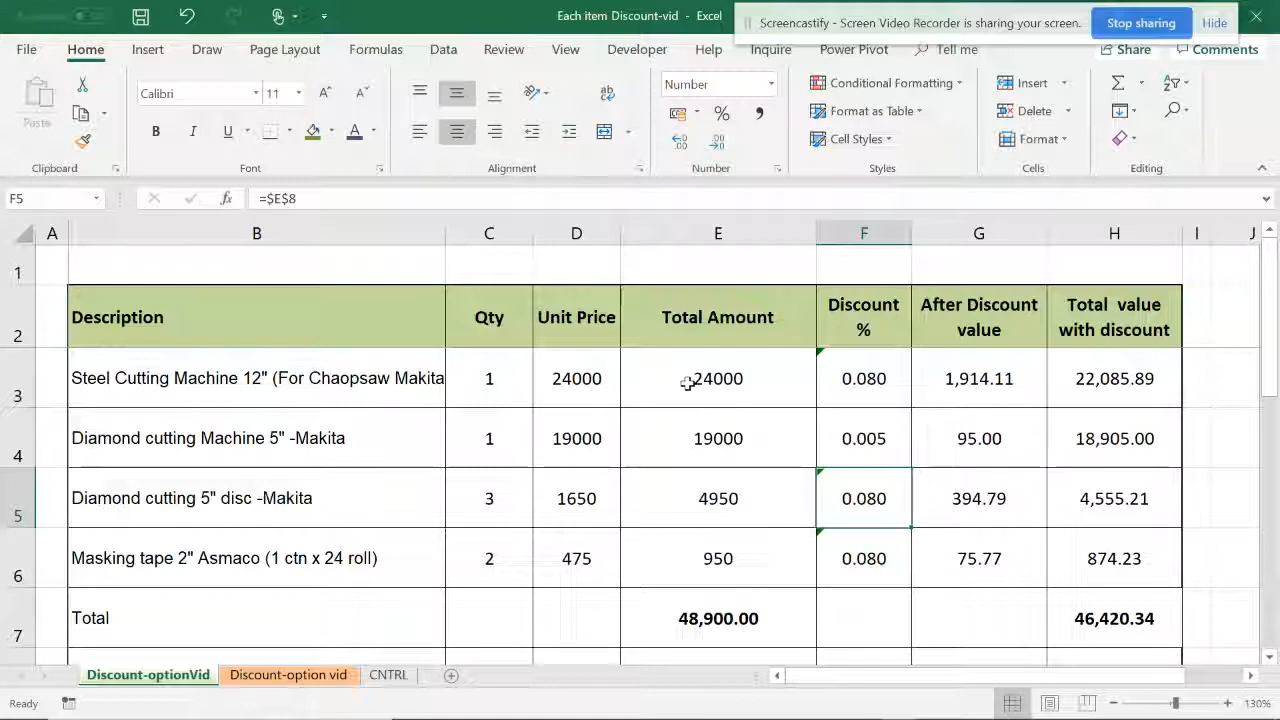 Each item Discount-vid - Excel
Screencastify - Screen Video Recorder is sharing your screen. Stop sharing Hide
File Home Insert Draw Page Layout Formulas Data Review View Developer Help Inquire Power Pivot Tell me Share Comments
Paste Calibri 11 Number Conditional Formatting Insert
Format as Table Delete
Cell Styles Format
Clipboard Font Alignment Number Styles Cells Editing
F5 fx =$E$8
A B C D E F G H I J
1
2 Description Qty Unit Price Total Amount Discount % After Discount value Total value with discount
3 Steel Cutting Machine 12" (For Chaopsaw Makita 1 24000 24000 0.080 1,914.11 22,085.89
4 Diamond cutting Machine 5" -Makita 1 19000 19000 0.005 95.00 18,905.00
5 Diamond cutting 5" disc -Makita 3 1650 4950 0.080 394.79 4,555.21
6 Masking tape 2" Asmaco (1 ctn x 24 roll) 2 475 950 0.080 75.77 874.23
7 Total 48,900.00 46,420.34
Discount-optionVid Discount-option vid CNTRL
Ready 130%